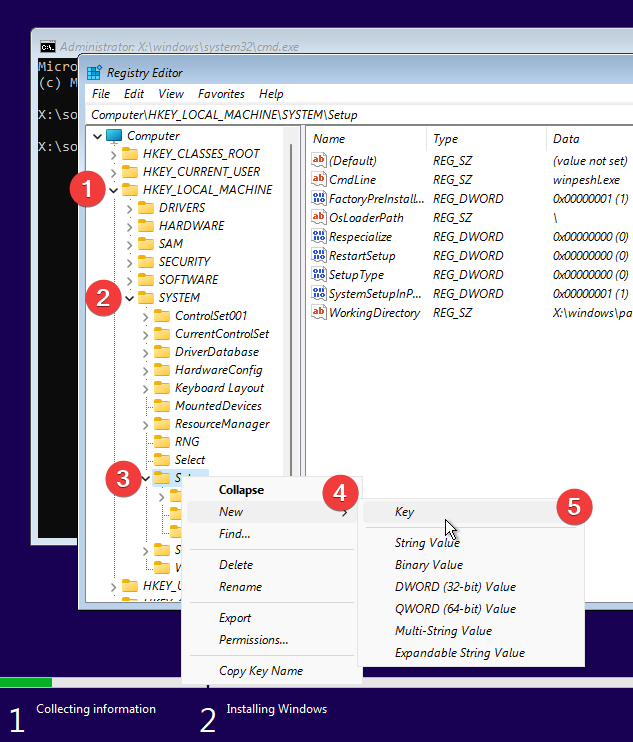 Administrator: X:\windows\system32\cmd.exe
Micro
(c) M
X:\so
X:\so
Registry Editor
File Edit View Favorites Help
Computer\HKEY_LOCAL_MACHINE\SYSTEM\Setup
Computer
HKEY_CLASSES_ROOT
HKEY_CURRENT_USER
1
HKEY_LOCAL_MACHINE
DRIVERS
HARDWARE
SAM
SECURITY
SOFTWARE
2
SYSTEM
ControlSet001
CurrentControlSet
DriverDatabase
HardwareConfig
Keyboard Layout
MountedDevices
ResourceManager
RNG
Select
3
S
HKEY_U
Name Type Data
(Default) REG_SZ (value not set)
CmdLine REG_SZ winpeshl.exe
FactoryPreInstall... REG_DWORD 0x00000001 (1)
OsLoaderPath REG_SZ \
Respecialize REG_DWORD 0x00000000 (0)
RestartSetup REG_DWORD 0x00000000 (0)
SetupType REG_DWORD 0x00000000 (0)
SystemSetupInP... REG_DWORD 0x00000001 (1)
WorkingDirectory REG_SZ X:\windows\pa
Collapse
4
New
Find...
Delete
Rename
Export
Permissions...
Copy Key Name
5
Key
String Value
Binary Value
DWORD (32-bit) Value
QWORD (64-bit) Value
Multi-String Value
Expandable String Value
1 Collecting information
2 Installing Windows